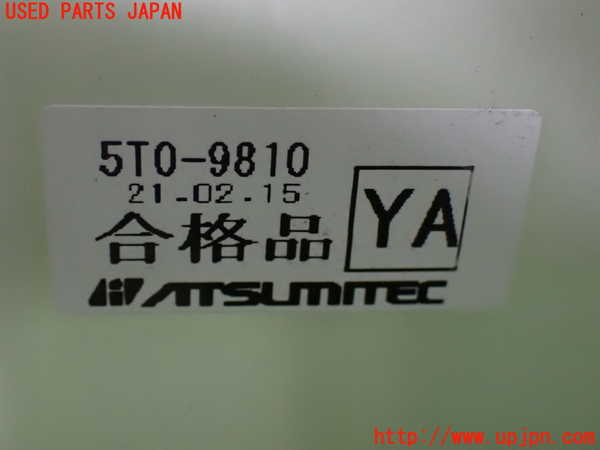 USED PARTS JAPAN
5T0-9810
21-02.15
合格品
YA
ATSUMITEC
http://www.upjpn.com